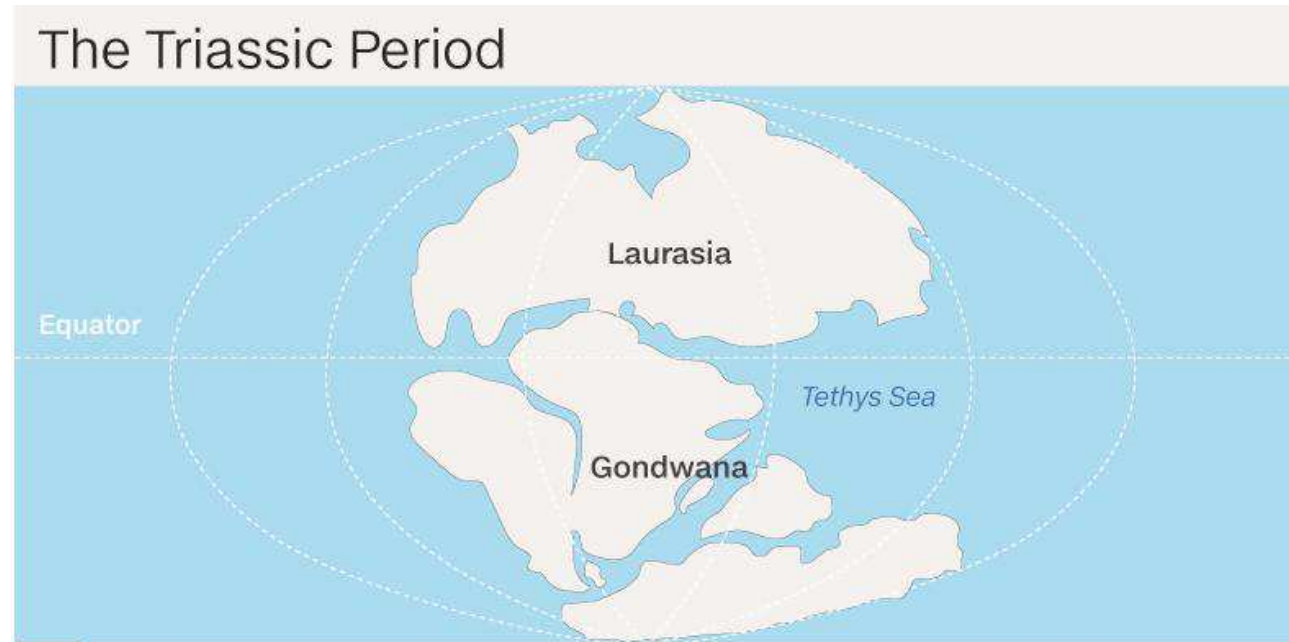 The Triassic Period
Laurasia
Equator
Tethys Sea
Gondwana